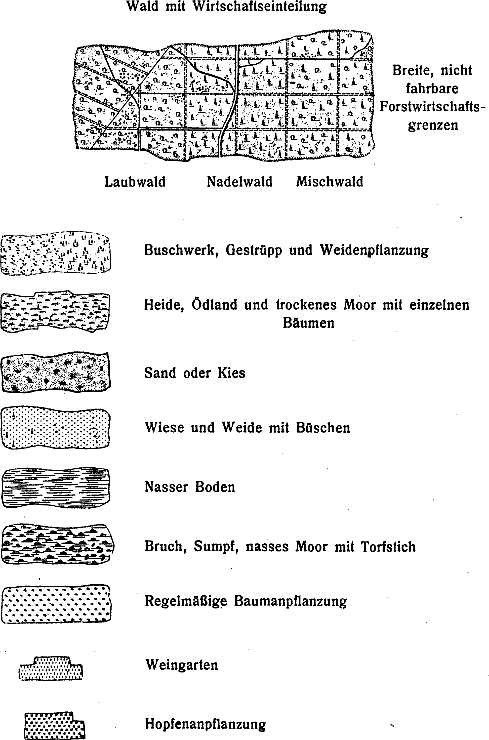 Wald mit Wirtschaftseinteilung
Breite, nicht
fahrbare
Forstwirtschafts-
grenzen
Laubwald Nadelwald Mischwald
Buschwerk, Gestrüpp und Weidenpflanzung
Heide, Ödland und trockenes Moor mit einzelnen
Bäumen
Sand oder Kies
Wiese und Weide mit Büschen
Nasser Boden
Bruch, Sumpf, nasses Moor mit Torfstich
Regelmäßige Baumanpflanzung
Weingarten
Hopfenanpflanzung